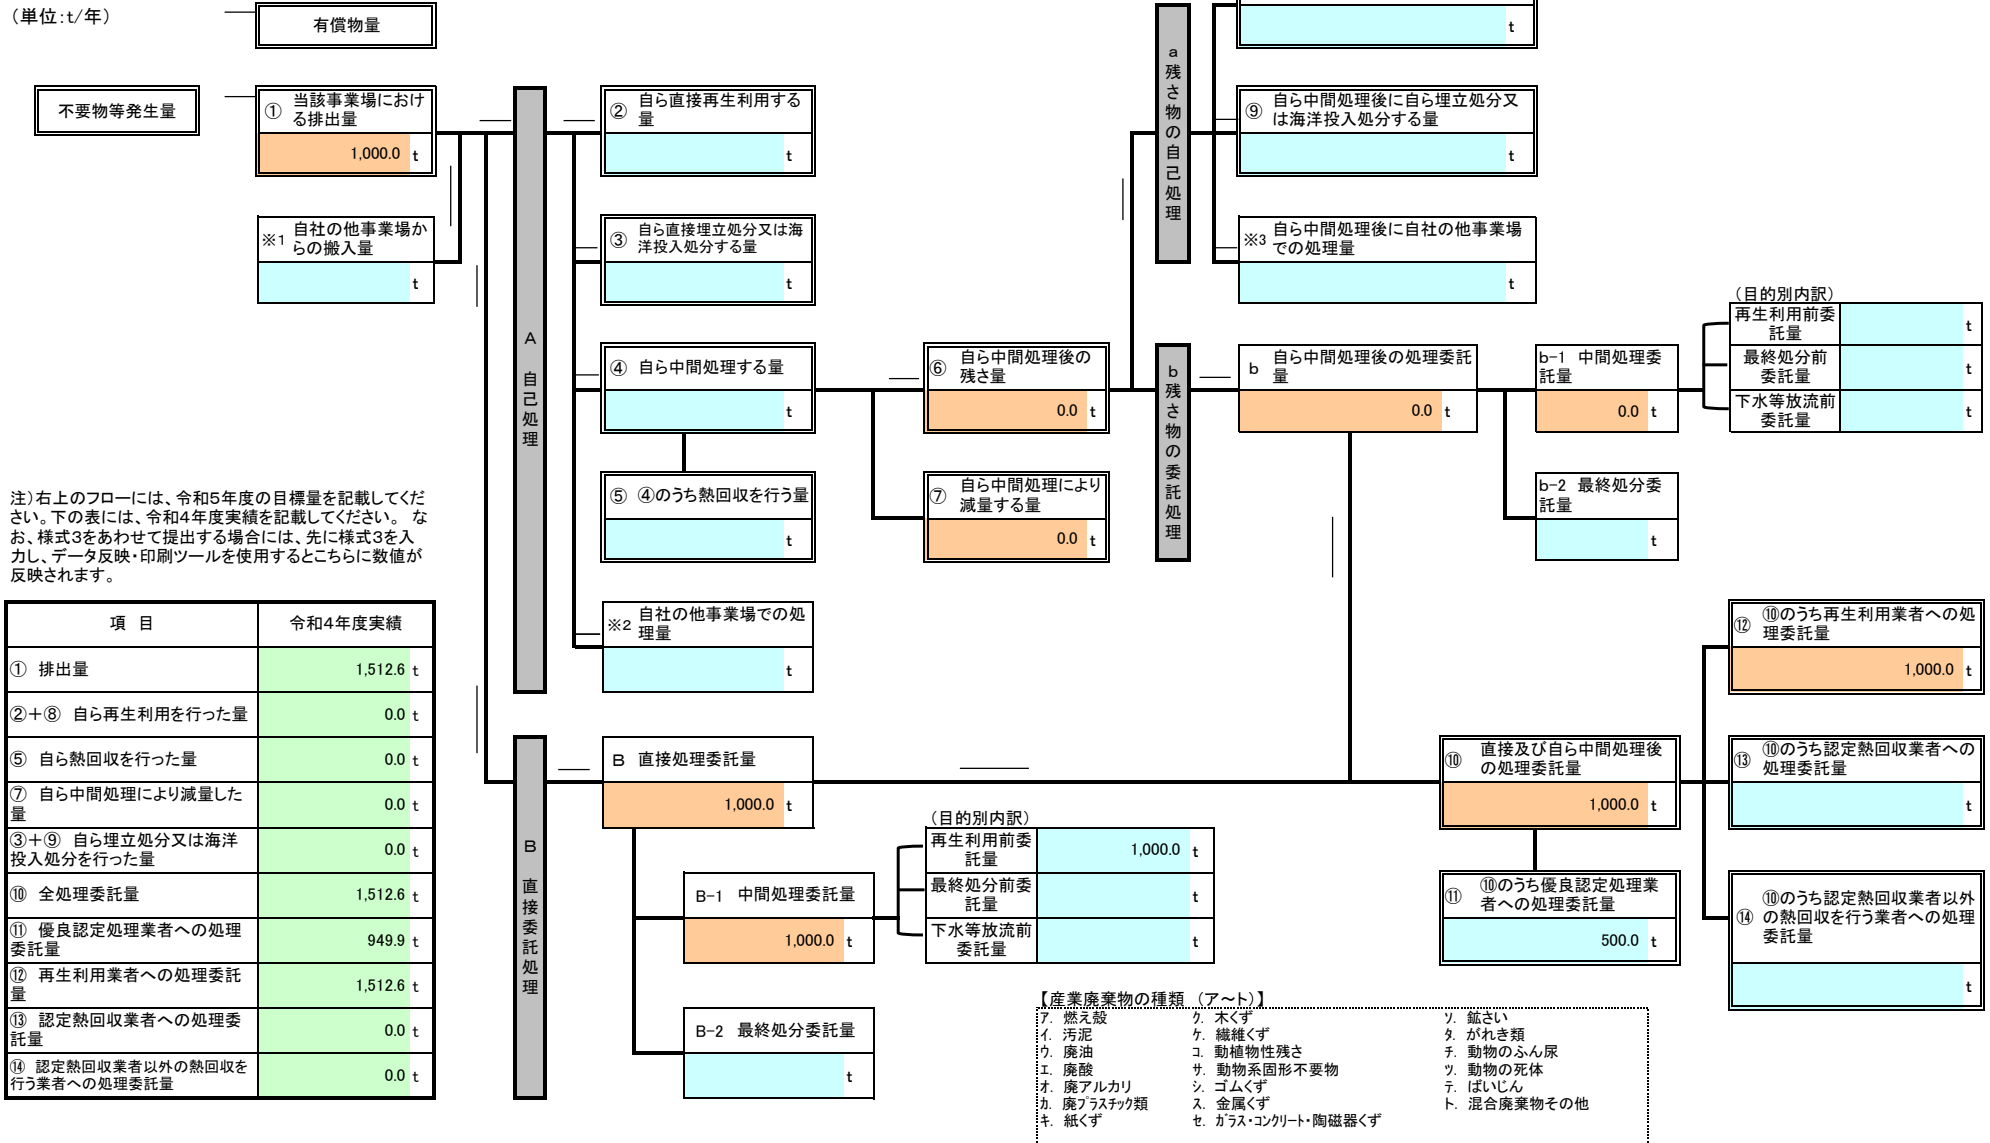 （単位:t/年）
有償物量
t
不要物等発生量
① 当該事業場におけ
る排出量
1,000.0 t
※1 自社の他事業場か
らの搬入量
t
A 自己処理
② 自ら直接再生利用する
量
t
③ 自ら直接埋立処分又は海
洋投入処分する量
t
④ 自ら中間処理する量
t
⑤ ④のうち熱回収を行う量
t
※2 自社の他事業場での処
理量
t
⑥ 自ら中間処理後の
残さ量
0.0 t
⑦ 自ら中間処理により
減量する量
0.0 t
a 残さ物の自己処理
⑨ 自ら中間処理後に自ら埋立処分又
は海洋投入処分する量
t
※3 自ら中間処理後に自社の他事業場
での処理量
t
b 残さ物の委託処理
b 自ら中間処理後の処理委託
量
0.0 t
b-1 中間処理委
託量
0.0 t
b-2 最終処分委
託量
t
（目的別内訳）
再生利用前委
託量
t
最終処分前
委託量
t
下水等放流前
委託量
t
注）右上のフローには、令和5年度の目標量を記載してくだ
さい。下の表には、令和4年度実績を記載してください。 な
お、様式3をあわせて提出する場合には、先に様式3を入
力し、データ反映・印刷ツールを使用するとこちらに数値が
反映されます。
項 目 令和4年度実績
① 排出量 1,512.6 t
②＋⑧ 自ら再生利用を行った量 0.0 t
⑤ 自ら熱回収を行った量 0.0 t
⑦ 自ら中間処理により減量した
量 0.0 t
③＋⑨ 自ら埋立処分又は海洋
投入処分を行った量 0.0 t
⑩ 全処理委託量 1,512.6 t
⑪ 優良認定処理業者への処理
委託量 949.9 t
⑫ 再生利用業者への処理委託
量 1,512.6 t
⑬ 認定熱回収業者への処理委
託量 0.0 t
⑭ 認定熱回収業者以外の熱回収を
行う業者への処理委託量 0.0 t
B 直接委託処理
B 直接処理委託量
1,000.0 t
B-1 中間処理委託量
1,000.0 t
B-2 最終処分委託量
t
（目的別内訳）
再生利用前委
託量
1,000.0 t
最終処分前委
託量
t
下水等放流前
委託量
t
⑩ 直接及び自ら中間処理後
の処理委託量
1,000.0 t
⑪ ⑩のうち優良認定処理業
者への処理委託量
500.0 t
⑫ ⑩のうち再生利用業者への処
理委託量
1,000.0 t
⑬ ⑩のうち認定熱回収業者への
処理委託量
t
⑭ ⑩のうち認定熱回収業者以外
の熱回収を行う業者への処理
委託量
t
【産業廃棄物の種類 （ア～ト）】
ア. 燃え殻 ク. 木くず ソ. 鉱さい
イ. 汚泥 ケ. 繊維くず タ. がれき類
ウ. 廃油 コ. 動植物性残さ チ. 動物のふん尿
エ. 廃酸 サ. 動物系固形不要物 ツ. 動物の死体
オ. 廃アルカリ シ. ゴムくず テ. ばいじん
カ. 廃プラスチック類 ス. 金属くず ト. 混合廃棄物その他
キ. 紙くず セ. ガラス・コンクリート・陶磁器くず